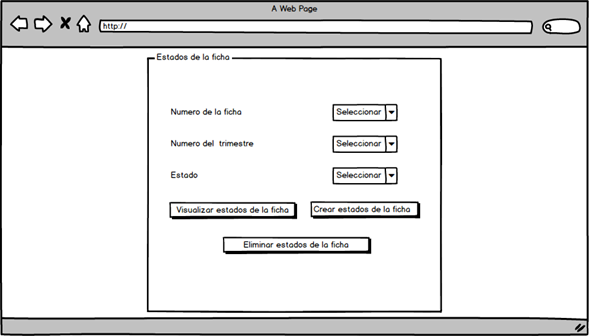 A Web Page
http://
Estados de la ficha
Numero de la ficha
Seleccionar
Numero del trimestre
Seleccionar
Estado
Seleccionar
Visualizar estados de la ficha
Crear estados de la ficha
Eliminar estados de la ficha